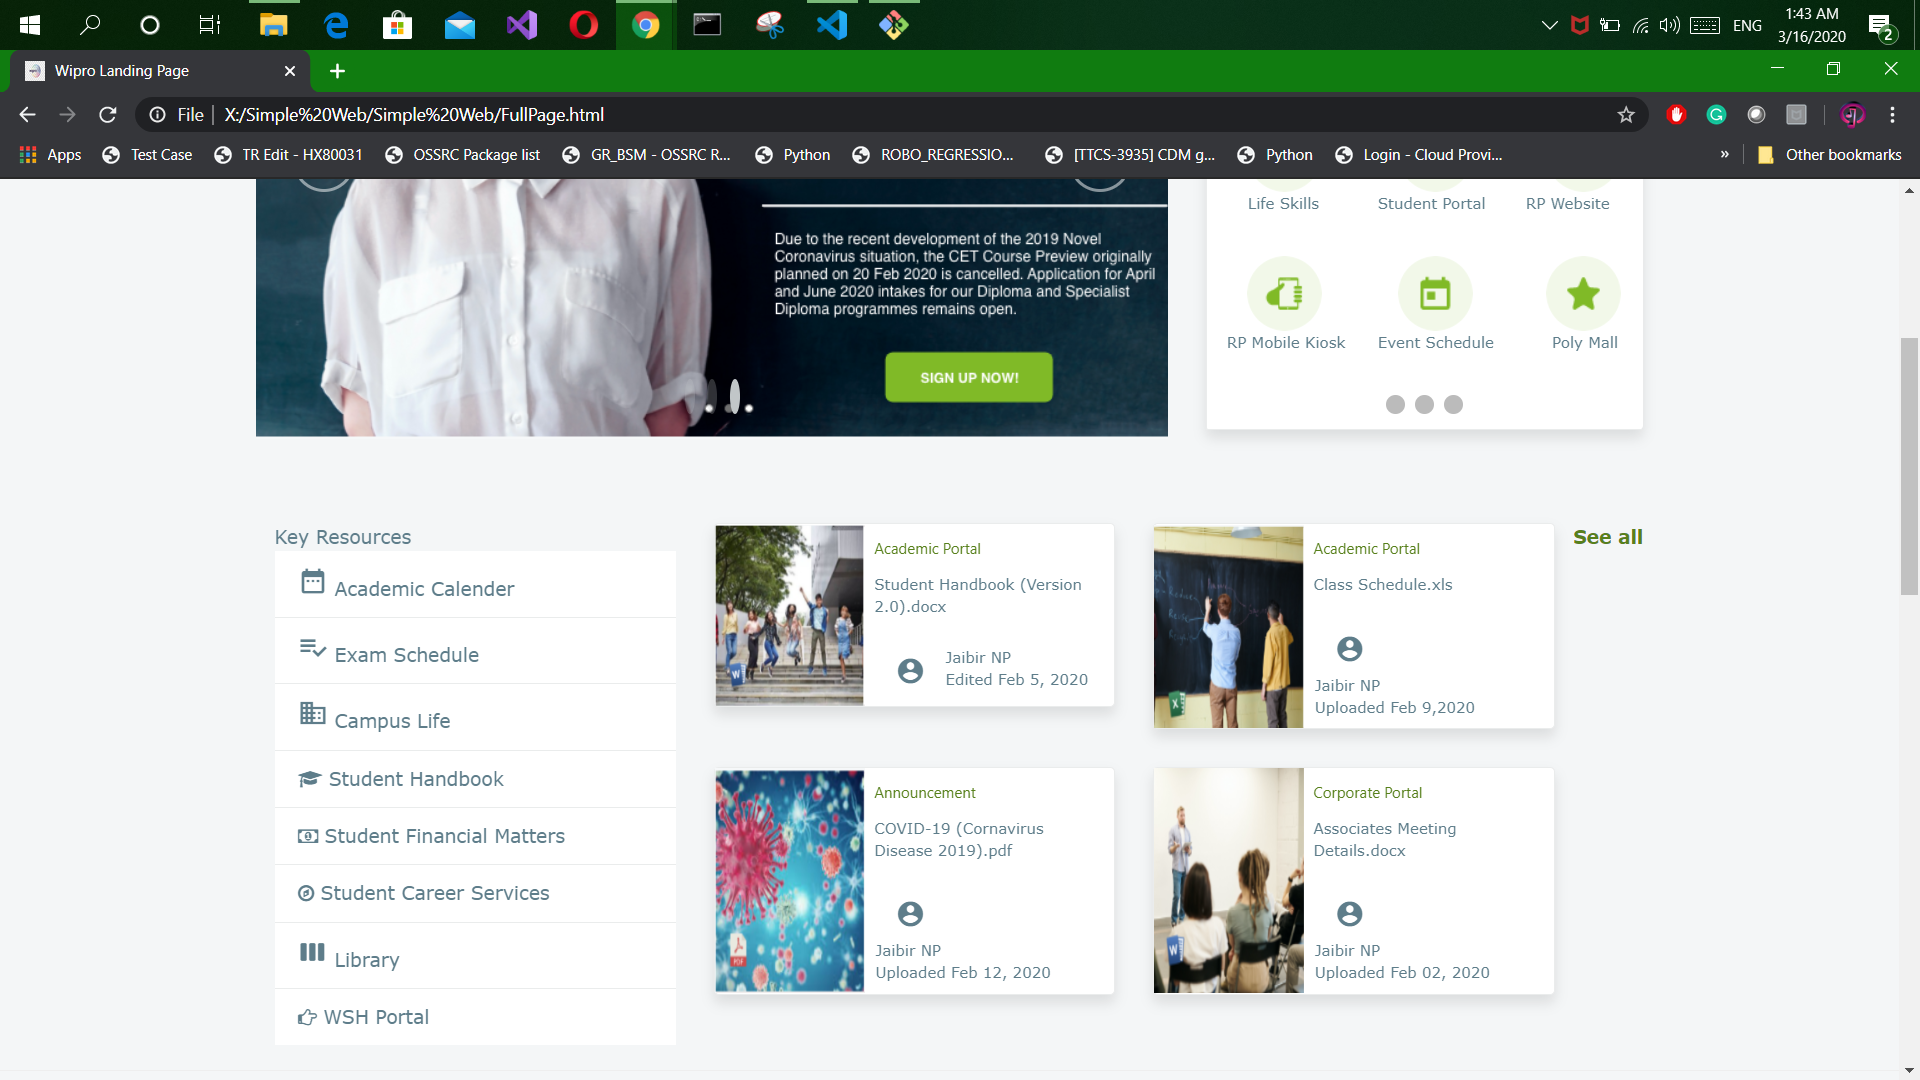 ENG
1:43 AM
3/16/2020
2
Wipro Landing Page
File
X:/Simple%20Web/Simple%20Web/FullPage.html
Apps
Test Case
TR Edit - HX80031
OSSRC Package list
GR_BSM - OSSRC R...
Python
ROBO_REGRESSIO...
[TTCS-3935] CDM g...
Python
Login - Cloud Provi...
»
Other bookmarks
Due to the recent development of the 2019 Novel
Coronavirus situation, the CET Course Preview originally
planned on 20 Feb 2020 is cancelled. Application for April
and June 2020 intakes for our Diploma and Specialist
Diploma programmes remains open.
SIGN UP NOW!
Life Skills
Student Portal
RP Website
RP Mobile Kiosk
Event Schedule
Poly Mall
Key Resources
Academic Calender
Exam Schedule
Campus Life
Student Handbook
Student Financial Matters
Student Career Services
Library
WSH Portal
Academic Portal
Student Handbook (Version
2.0).docx
Jaibir NP
Edited Feb 5, 2020
Academic Portal
Class Schedule.xls
Jaibir NP
Uploaded Feb 9,2020
See all
Announcement
COVID-19 (Cornavirus
Disease 2019).pdf
PDF
Jaibir NP
Uploaded Feb 12, 2020
Corporate Portal
Associates Meeting
Details.docx
Jaibir NP
Uploaded Feb 02, 2020